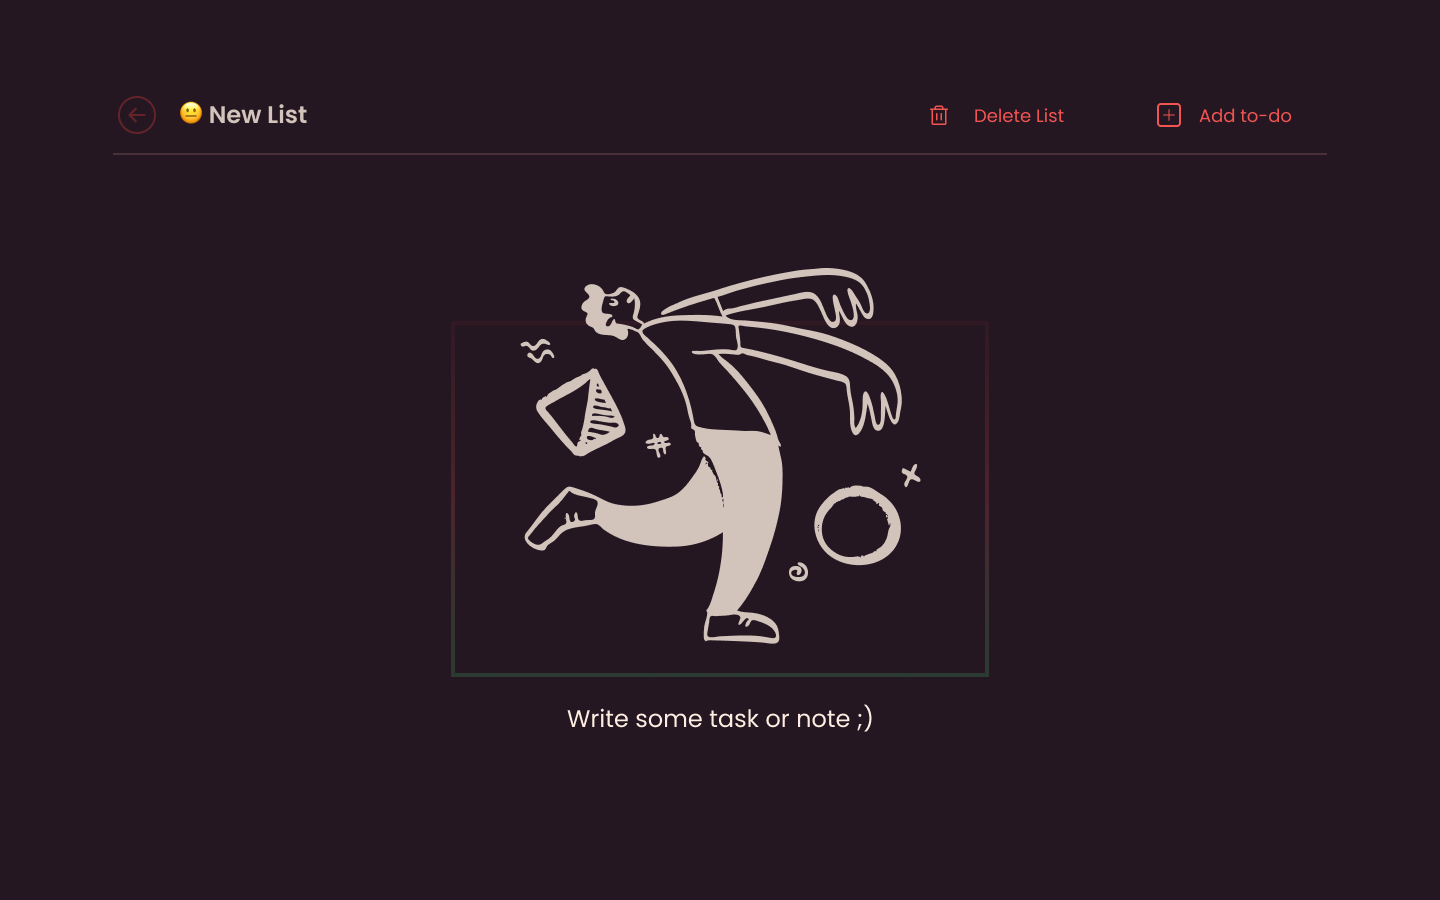 😐 New List
Delete List
Add to-do
Write some task or note ;)